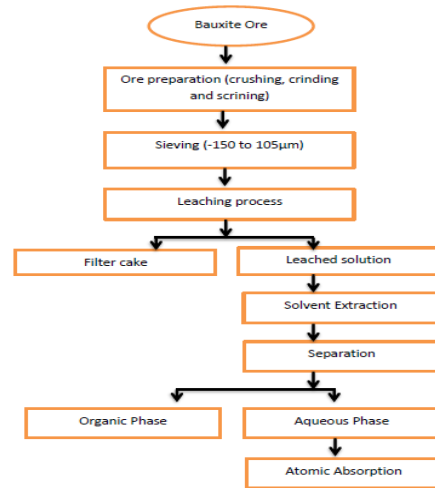 Bauxite Ore
Ore preparation (crushing, crinding
and scrining)
Sieving (-150 to 105µm)
Leaching process
Filter cake
Leached solution
Solvent Extraction
Separation
Organic Phase
Aqueous Phase
Atomic Absorption